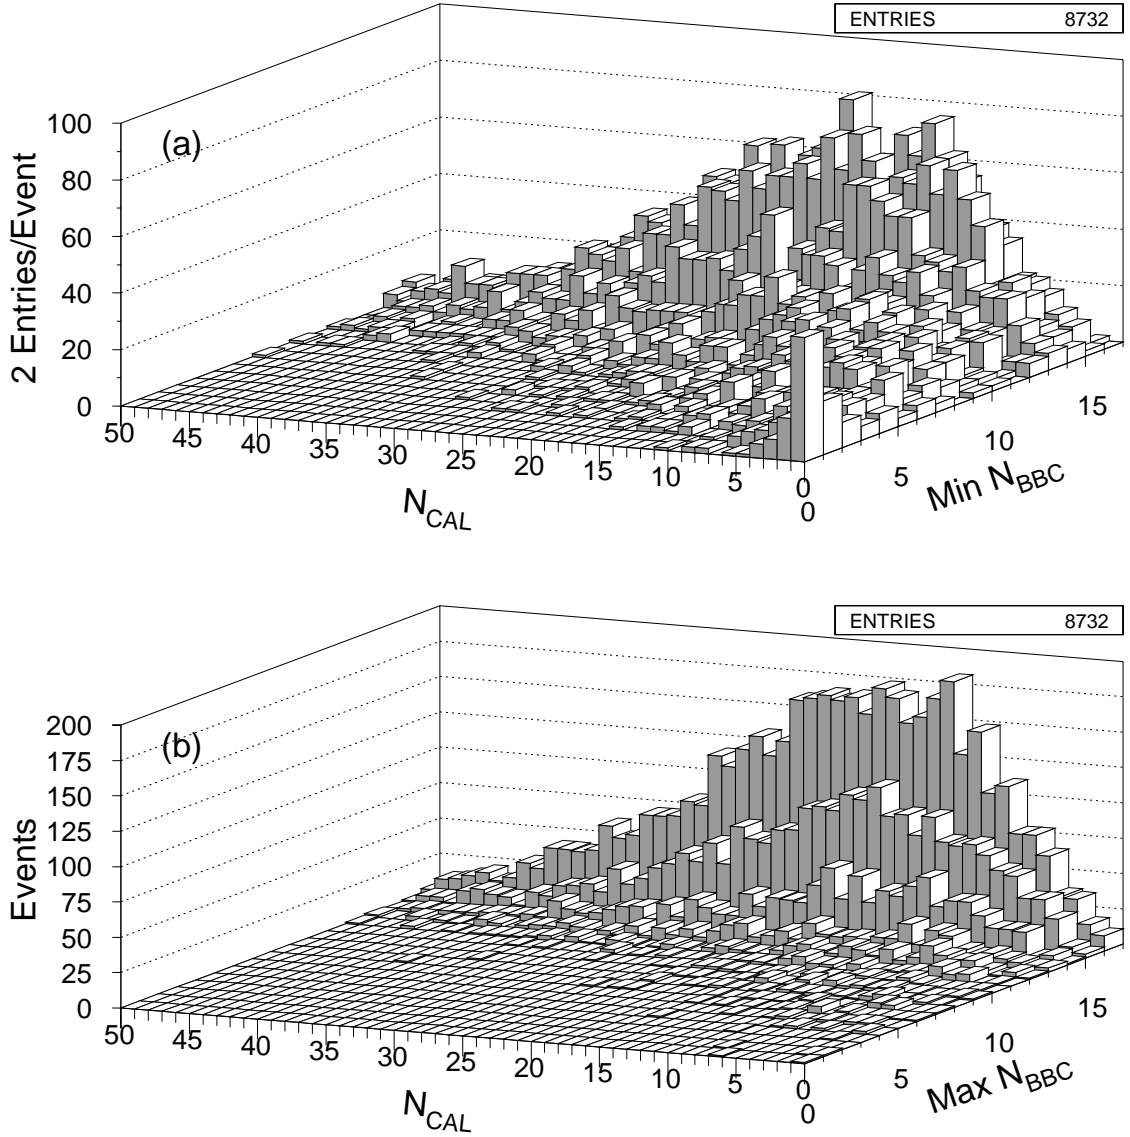 ENTRIES 8732
(a)
2 Entries/Event
100
80
60
40
20
0
50 45 40 35 30 25 20 15 10 5 0
N_CAL
0 5 10 15
Min N_BBC
ENTRIES 8732
(b)
Events
200
175
150
125
100
75
50
25
0
50 45 40 35 30 25 20 15 10 5 0
N_CAL
0 5 10 15
Max N_BBC